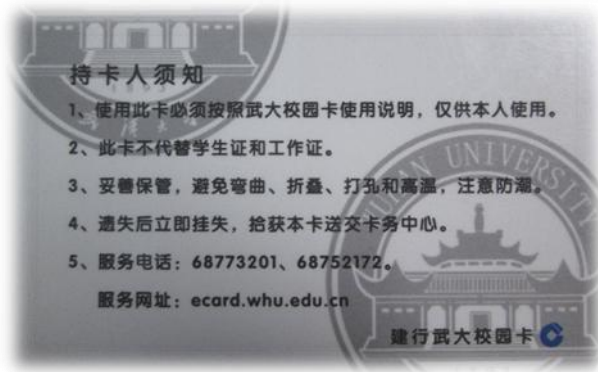 持卡人须知
1、使用此卡必须按照武大校园卡使用说明，仅供本人使用。
2、此卡不代替学生证和工作证。
3、妥善保管，避免弯曲、折叠、打孔和高温，注意防潮。
4、遗失后立即挂失，拾获本卡送交卡务中心。
5、服务电话：68773201、68752172。
服务网址：ecard.whu.edu.cn
建行武大校园卡
1893
UNIVERSITY